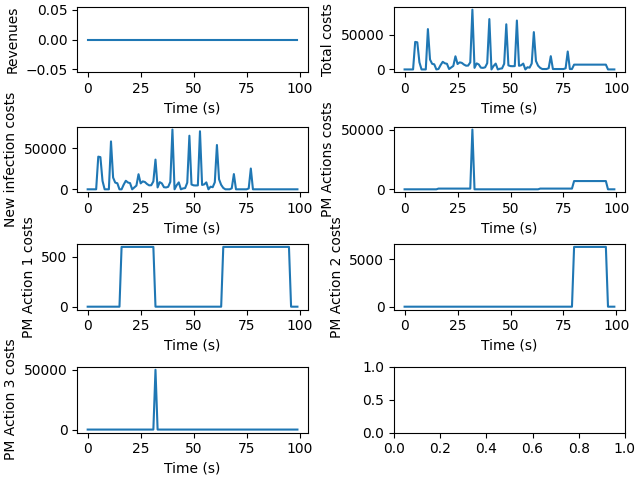 Revenues
0.05
0.00
−0.05
0 25 50 75 100
Time (s)
Total costs
50000
0
0 25 50 75 100
Time (s)
New infection costs
50000
0
0 25 50 75 100
Time (s)
PM Actions costs
50000
0
0 25 50 75 100
Time (s)
PM Action 1 costs
500
0
0 25 50 75 100
Time (s)
PM Action 2 costs
5000
0
0 25 50 75 100
Time (s)
PM Action 3 costs
50000
0
0 25 50 75 100
Time (s)
1.0
0.5
0.0
0.0 0.2 0.4 0.6 0.8 1.0